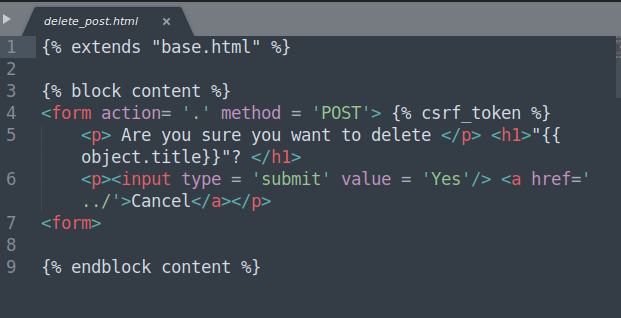 delete_post.html ×
1 {% extends "base.html" %}
2
3 {% block content %}
4 <form action= '.' method = 'POST'> {% csrf_token %}
5 <p> Are you sure you want to delete </p> <h1>"{{
object.title}}"? </h1>
6 <p><input type = 'submit' value = 'Yes'/> <a href='
../'>Cancel</a></p>
7 <form>
8
9 {% endblock content %}